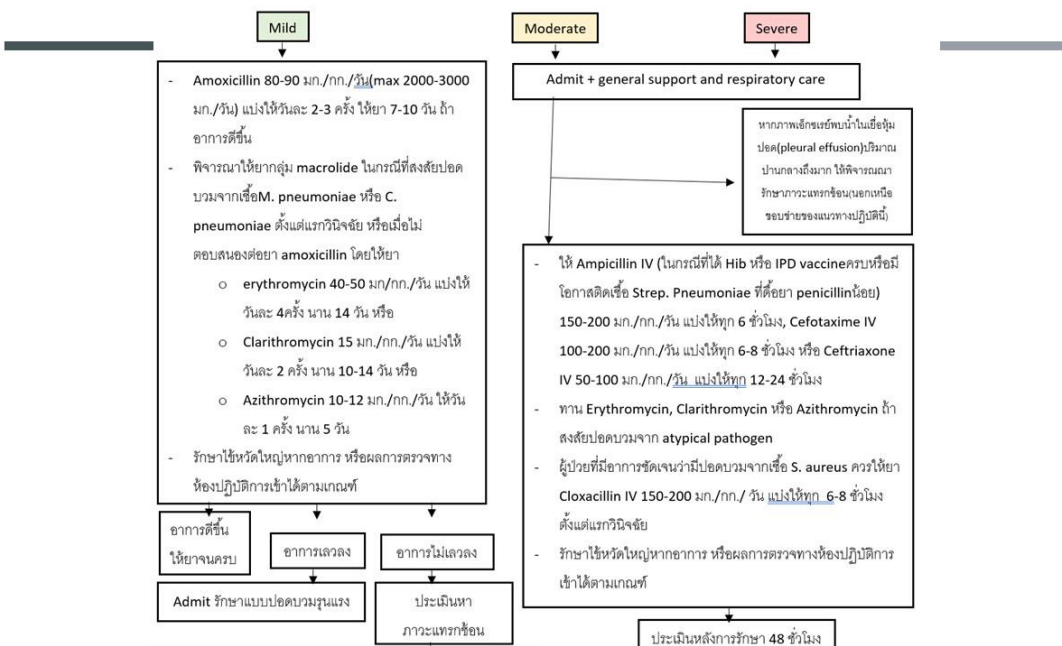 Mild
- Amoxicillin 80-90 มก./กก./วัน(max 2000-3000
มก./วัน) แบ่งให้วันละ 2-3 ครั้ง ให้ยา 7-10 วัน ถ้า
อาการดีขึ้น
- พิจารณาให้ยากลุ่ม macrolide ในกรณีที่สงสัยปอด
บวมจากเชื้อM. pneumoniae หรือ C.
pneumoniae ตั้งแต่แรกวินิจฉัย หรือเมื่อไม่
ตอบสนองต่อยา amoxicillin โดยให้ยา
o erythromycin 40-50 มก/กก./วัน แบ่งให้
วันละ 4ครั้ง นาน 14 วัน หรือ
o Clarithromycin 15 มก./กก./วัน แบ่งให้
วันละ 2 ครั้ง นาน 10-14 วัน หรือ
o Azithromycin 10-12 มก./กก./วัน ให้วัน
ละ 1 ครั้ง นาน 5 วัน
- รักษาไข้หวัดใหญ่หากอาการ หรือผลการตรวจทาง
ห้องปฏิบัติการเข้าได้ตามเกณฑ์
อาการดีขึ้น
ให้ยาจนครบ
อาการเลวลง
อาการไม่เลวลง
Admit รักษาแบบปอดบวมรุนแรง
ประเมินหา
ภาวะแทรกซ้อน
Moderate
Severe
Admit + general support and respiratory care
หากภาพเอ็กซเรย์พบน้ำในเยื่อหุ้ม
ปอด(pleural effusion)ปริมาณ
ปานกลางถึงมาก ให้พิจารณณา
รักษาภาวะแทรกซ้อน(นอกเหนือ
ขอบข่ายของแนวทางปฏิบัตินี้)
- ให้ Ampicillin IV (ในกรณีที่ได้ Hib หรือ IPD vaccineครบหรือมี
โอกาสติดเชื้อ Strep. Pneumoniae ที่ดื้อยา penicillinน้อย)
150-200 มก./กก./วัน แบ่งให้ทุก 6 ชั่วโมง, Cefotaxime IV
100-200 มก./กก./วัน แบ่งให้ทุก 6-8 ชั่วโมง หรือ Ceftriaxone
IV 50-100 มก./กก./วัน แบ่งให้ทุก 12-24 ชั่วโมง
- ทาน Erythromycin, Clarithromycin หรือ Azithromycin ถ้า
สงสัยปอดบวมจาก atypical pathogen
- ผู้ป่วยที่มีอาการชัดเจนว่ามีปอดบวมจากเชื้อ S. aureus ควรให้ยา
Cloxacillin IV 150-200 มก./กก./ วัน แบ่งให้ทุก 6-8 ชั่วโมง
ตั้งแต่แรกวินิจฉัย
- รักษาไข้หวัดใหญ่หากอาการ หรือผลการตรวจทางห้องปฏิบัติการ
เข้าได้ตามเกณฑ์
ประเมินหลังการรักษา 48 ชั่วโมง